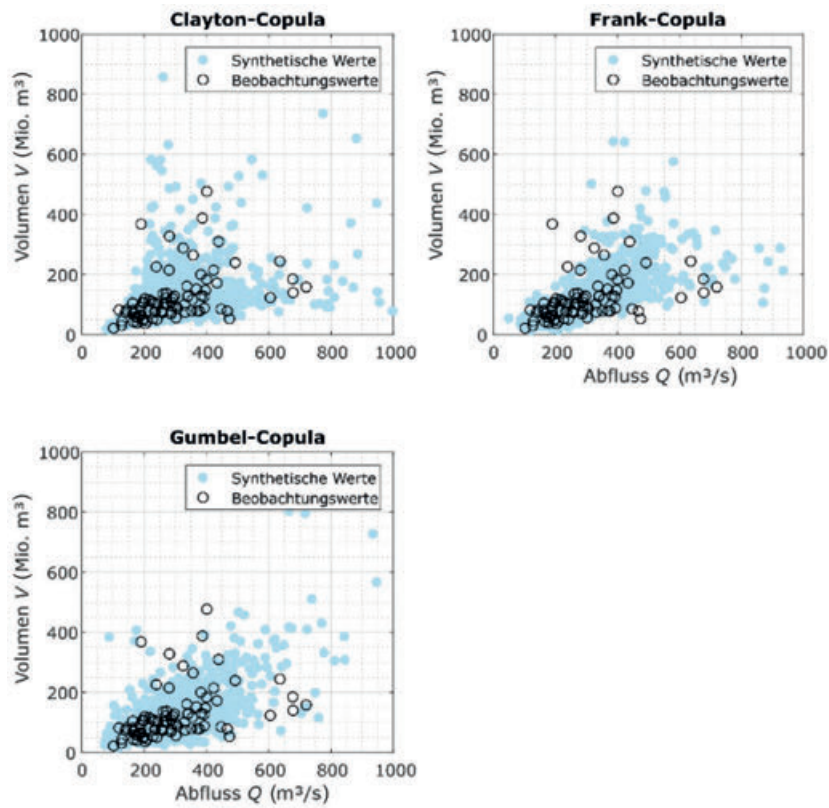 Clayton-Copula
1000
800
600
400
200
0
Volumen V (Mio. m³)
Synthetische Werte
Beobachtungswerte
0 200 400 600 800 1000
Frank-Copula
1000
800
600
400
200
0
Volumen V (Mio. m³)
Synthetische Werte
Beobachtungswerte
0 200 400 600 800 1000
Abfluss Q (m³/s)
Gumbel-Copula
1000
800
600
400
200
0
Volumen V (Mio. m³)
Synthetische Werte
Beobachtungswerte
0 200 400 600 800 1000
Abfluss Q (m³/s)